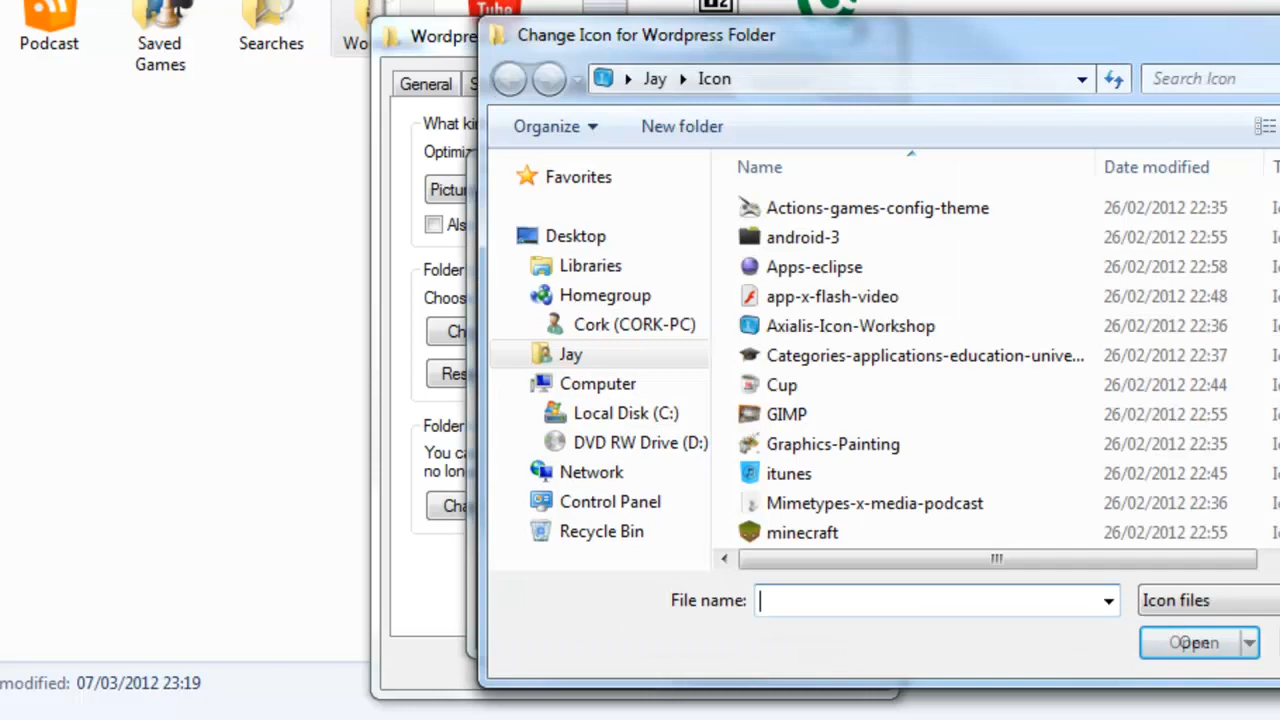 You
Tube
Podcast
Saved
Games
Searches
Wo
Wordpre
General
What ki
Optimiz
Pictu
Als
Folder
Choos
Ch
Res
Folder
You ca
no lon
Cha
Change Icon for Wordpress Folder
Jay
Icon
Search Icon
Organize
New folder
Favorites
Desktop
Libraries
Homegroup
Cork (CORK-PC)
Jay
Computer
Local Disk (C:)
DVD RW Drive (D:)
Network
Control Panel
Recycle Bin
Name Date modified
Actions-games-config-theme 26/02/2012 22:35
android-3 26/02/2012 22:55
Apps-eclipse 26/02/2012 22:58
app-x-flash-video 26/02/2012 22:48
Axialis-Icon-Workshop 26/02/2012 22:36
Categories-applications-education-unive... 26/02/2012 22:37
Cup 26/02/2012 22:44
GIMP 26/02/2012 22:55
Graphics-Painting 26/02/2012 22:35
itunes 26/02/2012 22:45
Mimetypes-x-media-podcast 26/02/2012 22:36
minecraft 26/02/2012 22:55
File name:
Icon files
Open
modified: 07/03/2012 23:19